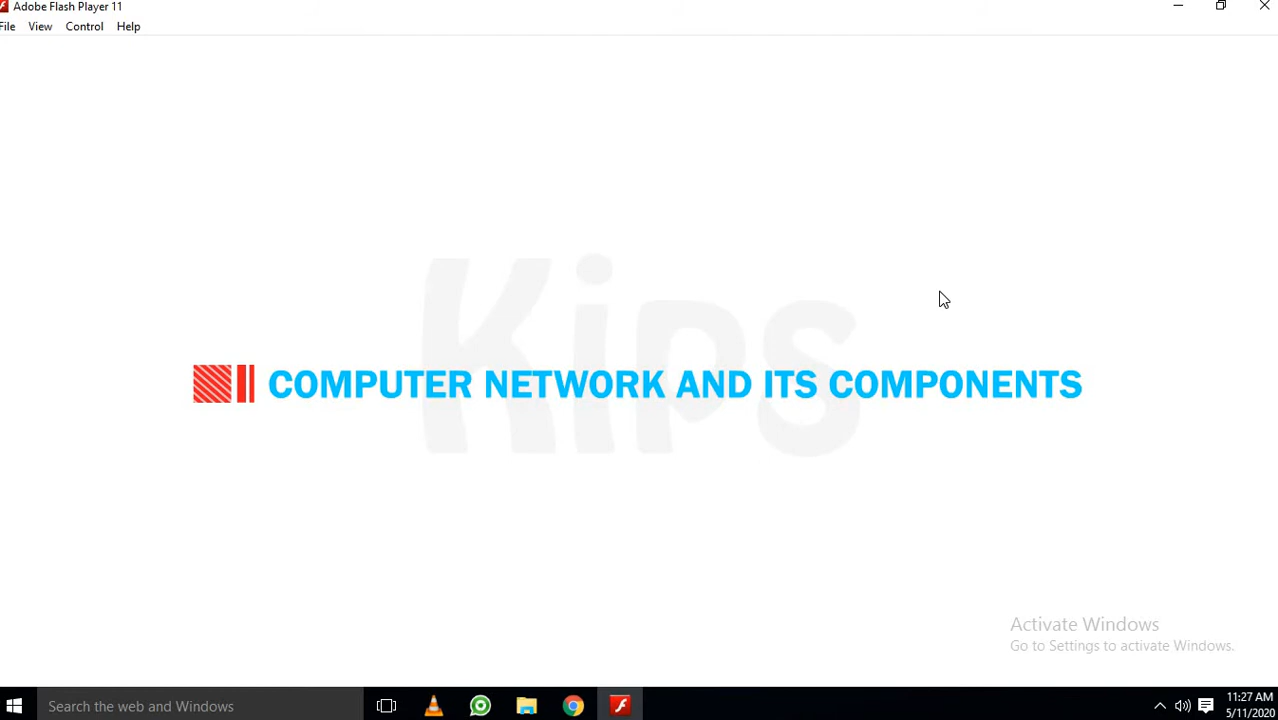 Adobe Flash Player 11
File View Control Help
Kips
COMPUTER NETWORK AND ITS COMPONENTS
Activate Windows
Go to Settings to activate Windows.
Search the web and Windows
11:27 AM
5/11/2020